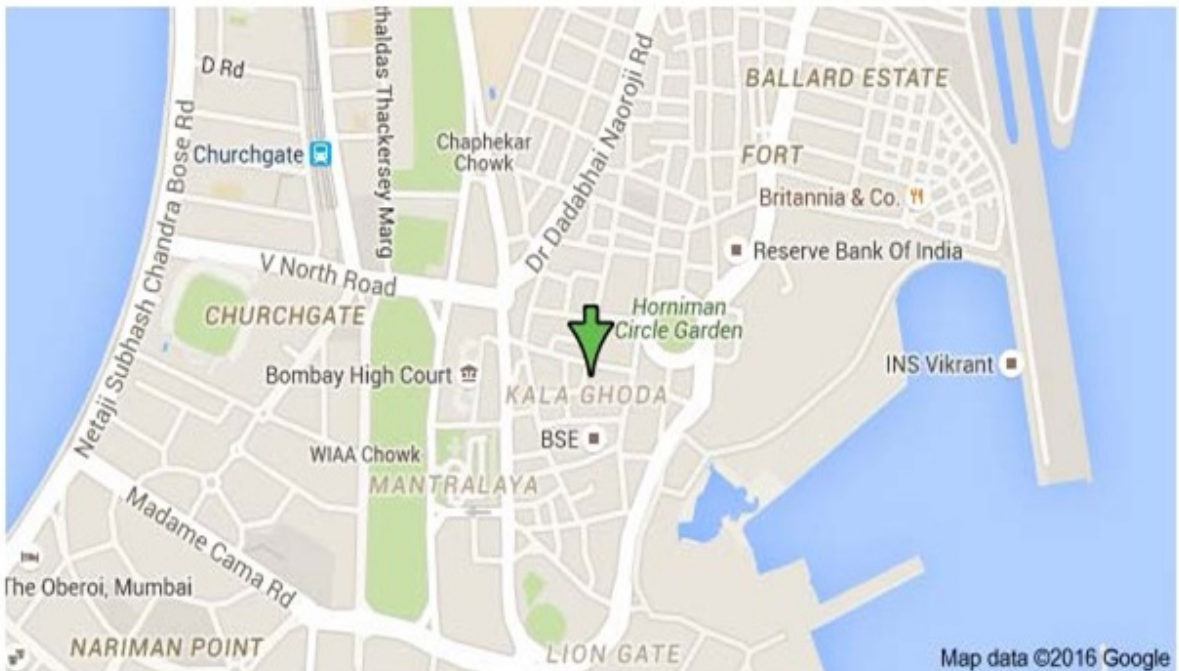 D Rd
thaldas Thackersey Marg
Dr Dadabhai Naoroji Rd
BALLARD ESTATE
Netaji Subhash Chandra Bose Rd
Churchgate
Chaphekar
Chowk
FORT
Britannia & Co.
V North Road
Reserve Bank Of India
CHURCHGATE
Horniman
Circle Garden
Bombay High Court
INS Vikrant
KALA GHODA
BSE
WIAA Chowk
MANTRALAYA
Madame Cama Rd
The Oberoi, Mumbai
NARIMAN POINT
LION GATE
Map data ©2016 Google